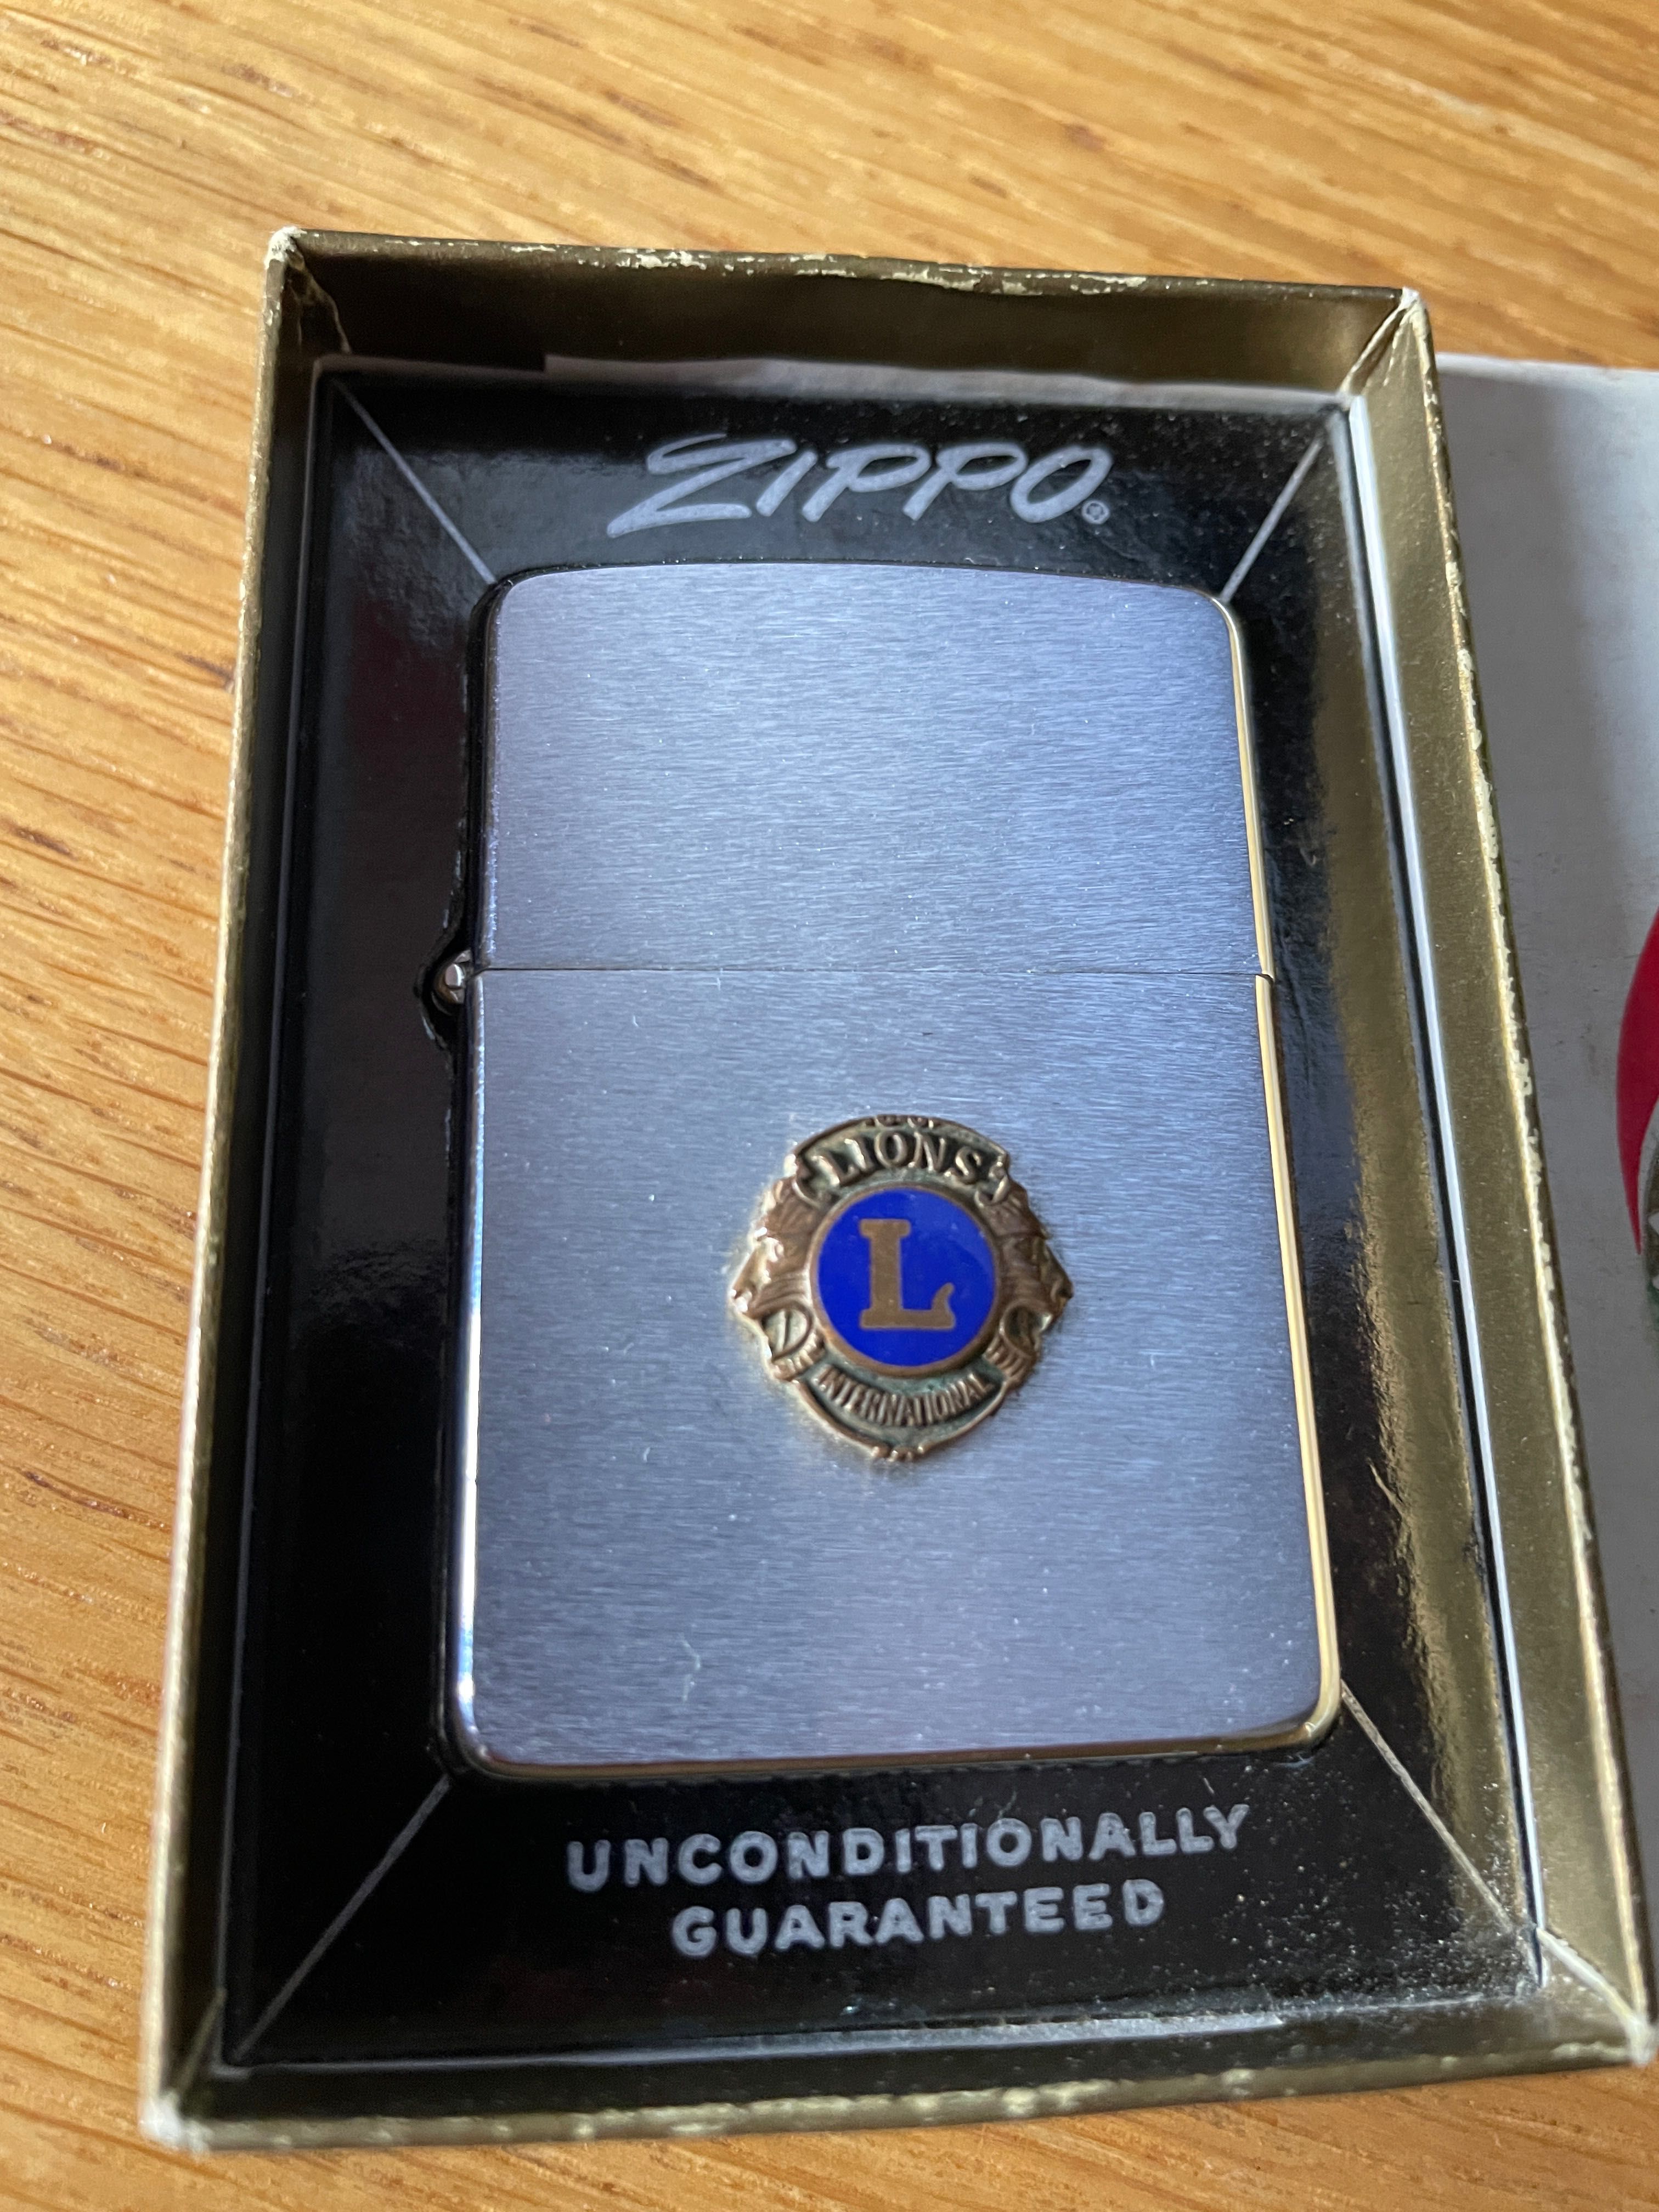 ZIPPO®
LIONS
L
INTERNATIONAL
UNCONDITIONALLY
GUARANTEED